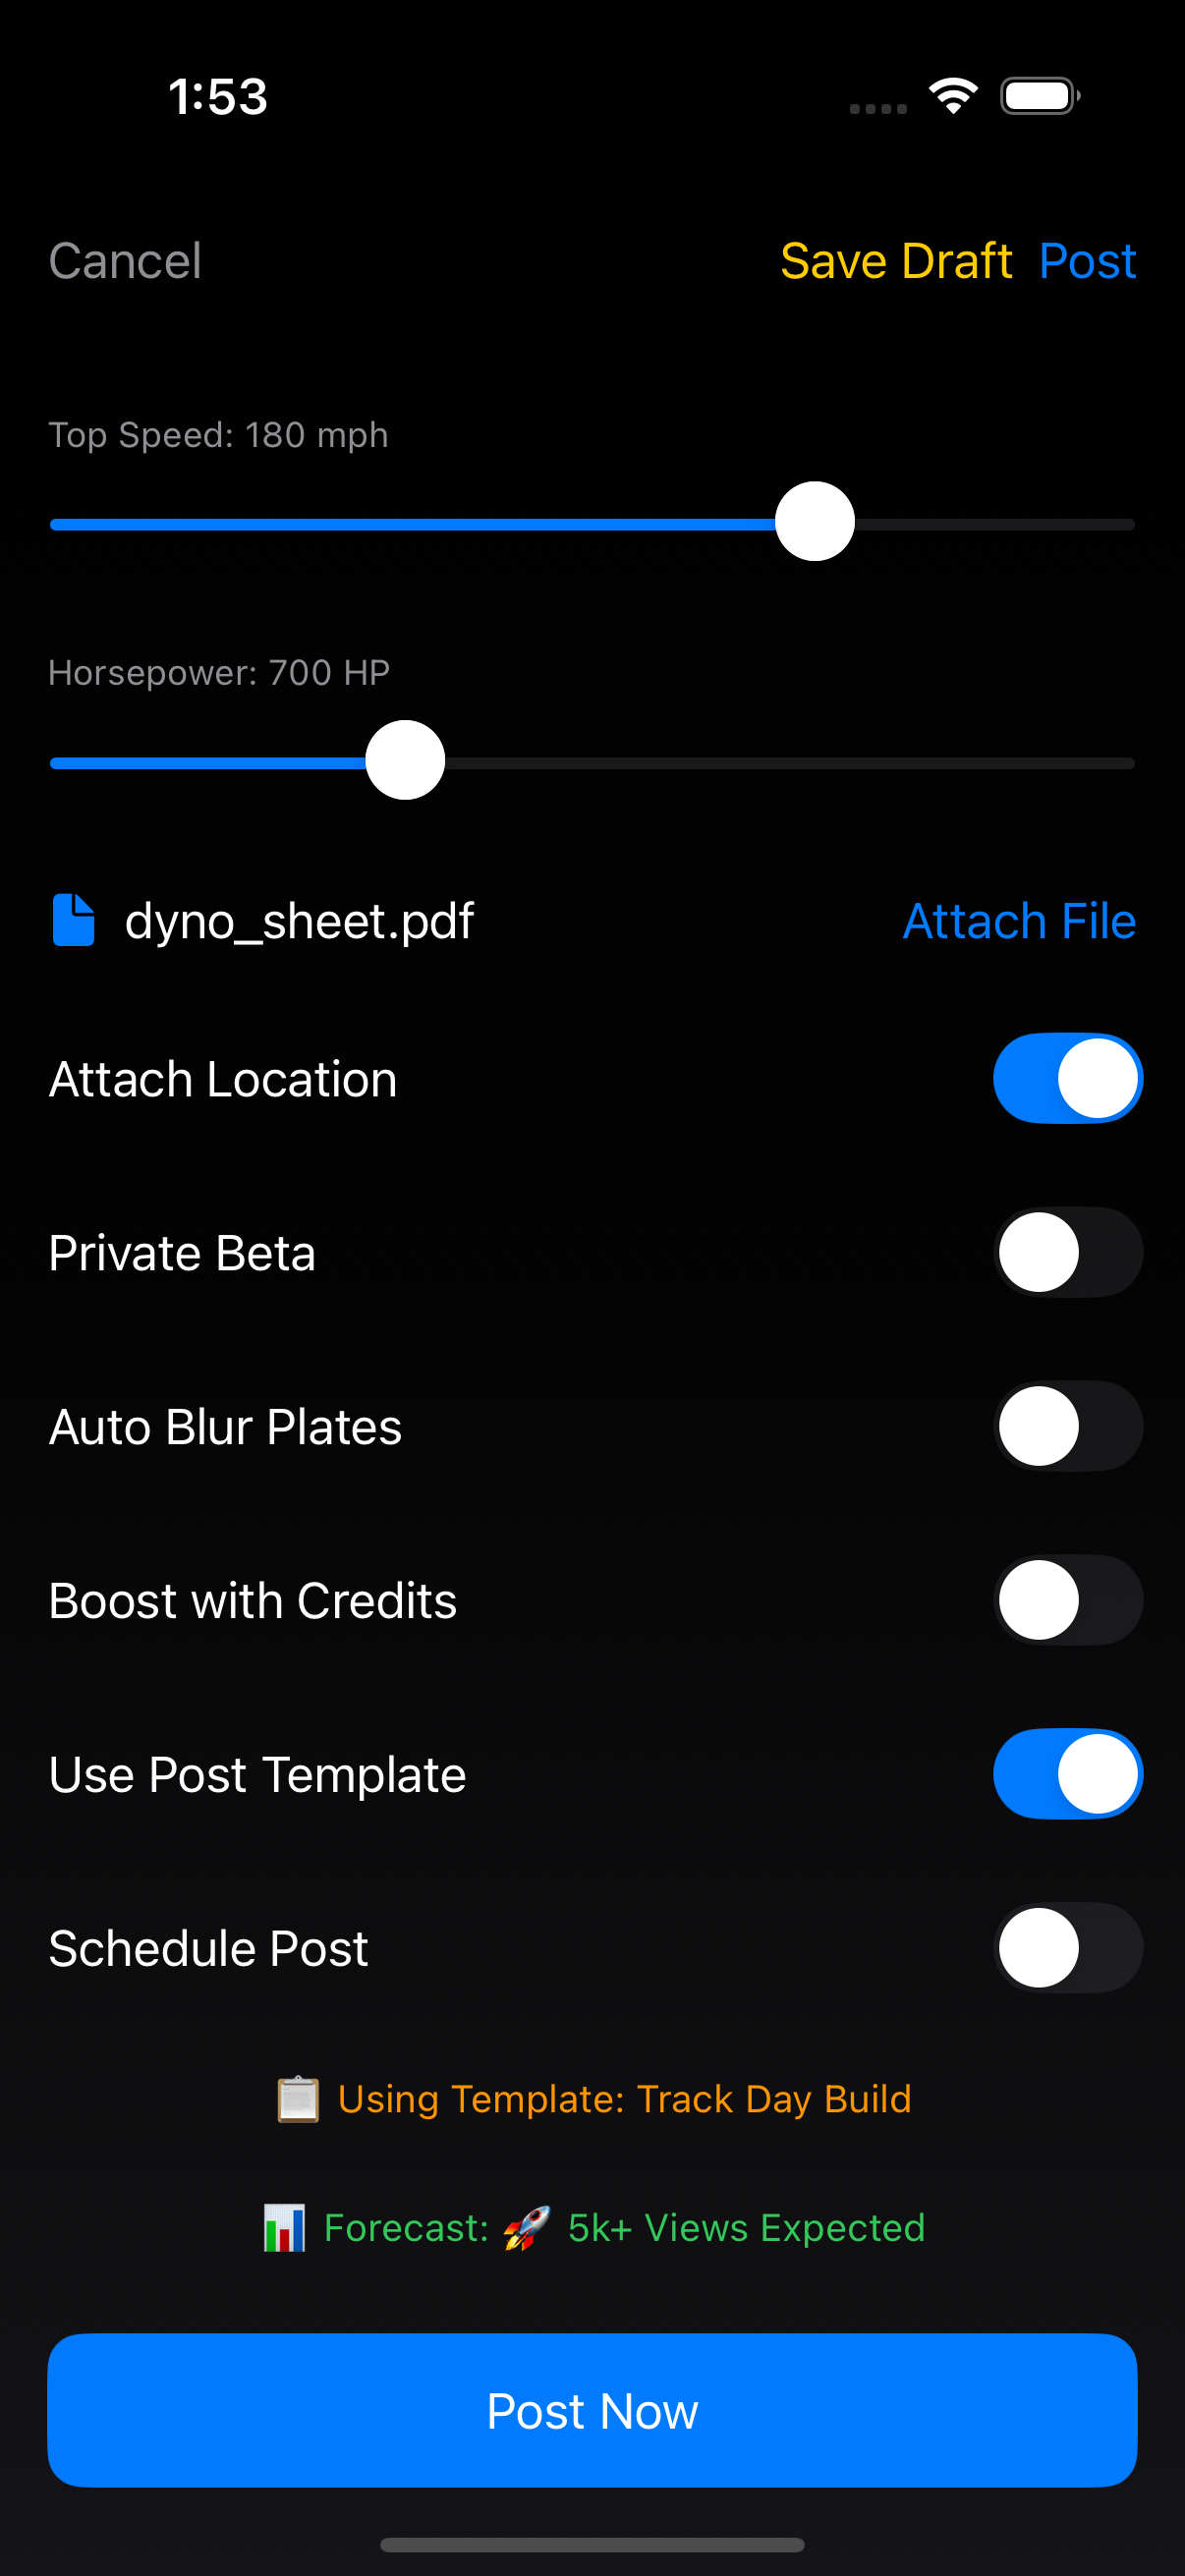 1:53
Cancel Save Draft Post
Top Speed: 180 mph
Horsepower: 700 HP
dyno_sheet.pdf Attach File
Attach Location
Private Beta
Auto Blur Plates
Boost with Credits
Use Post Template
Schedule Post
📋 Using Template: Track Day Build
📊 Forecast: 🚀 5k+ Views Expected
Post Now